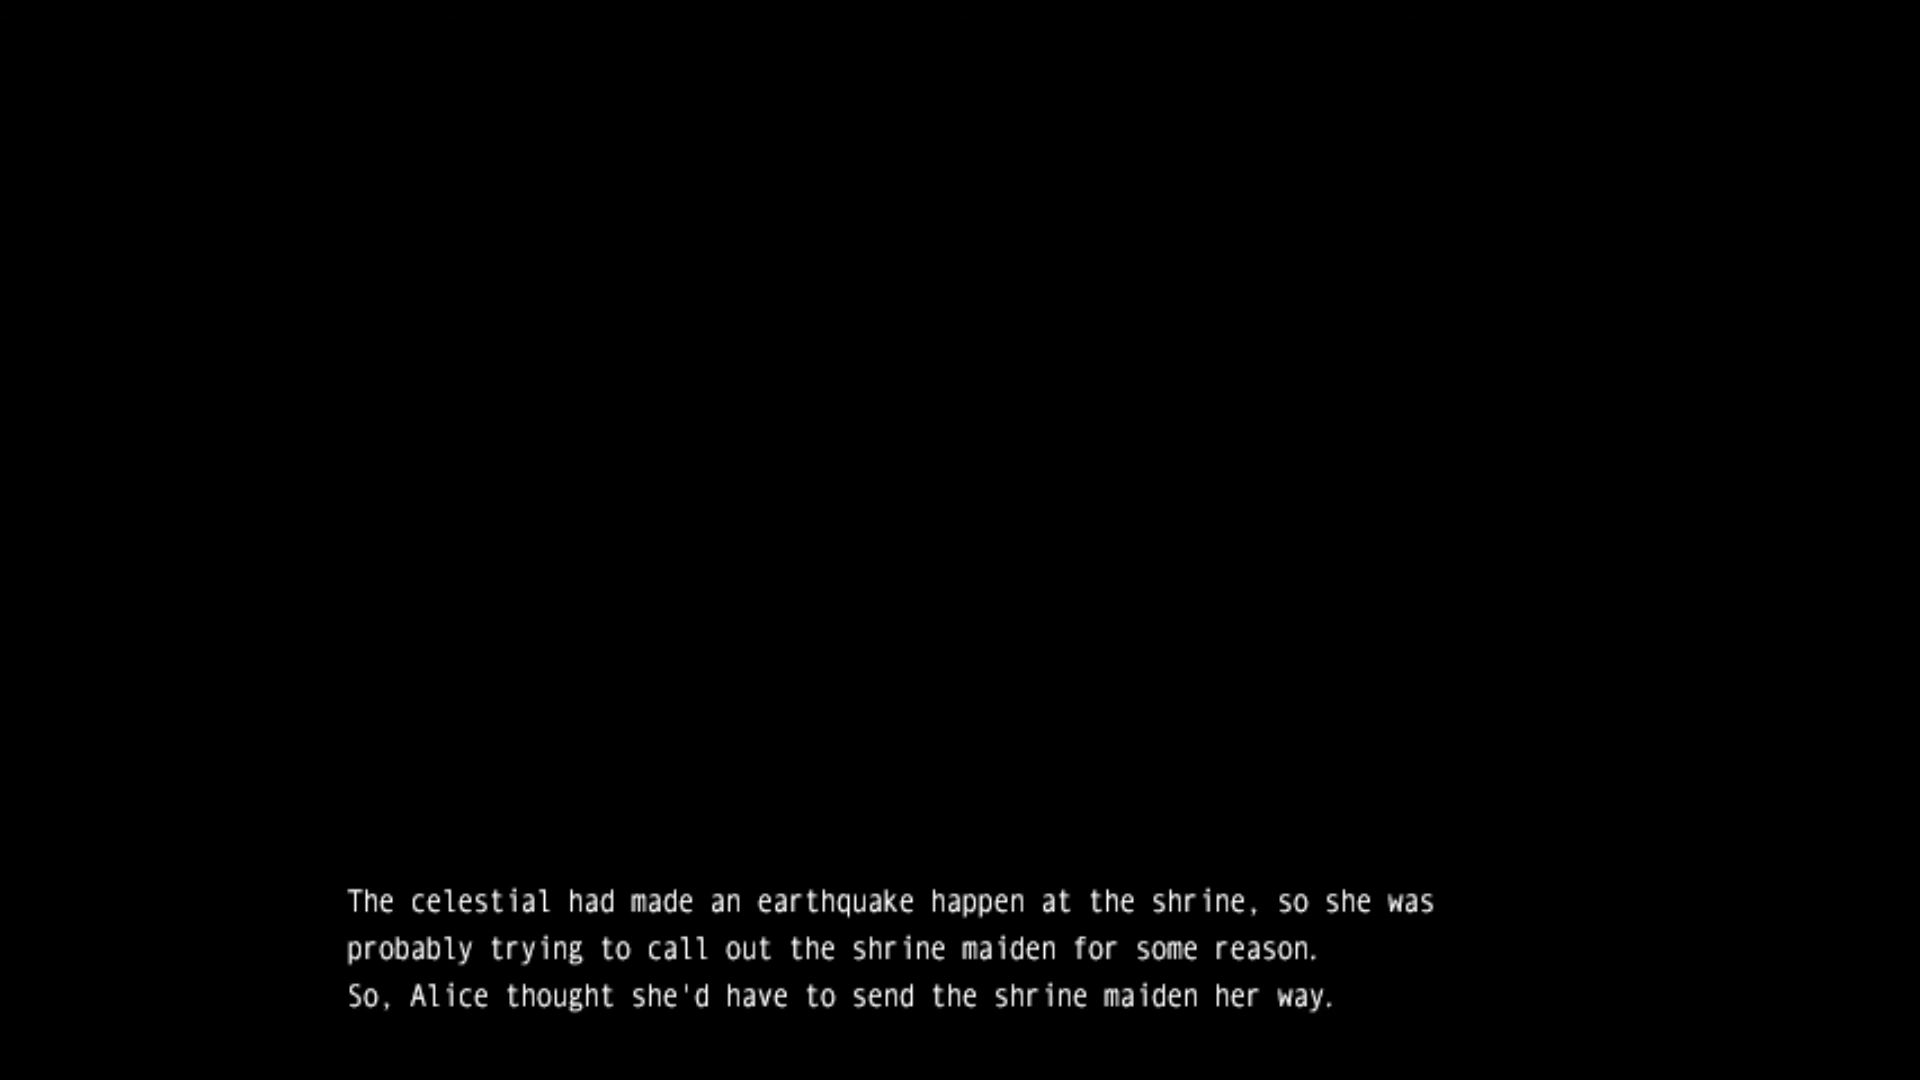 The celestial had made an earthquake happen at the shrine, so she was
probably trying to call out the shrine maiden for some reason.
So, Alice thought she'd have to send the shrine maiden her way.